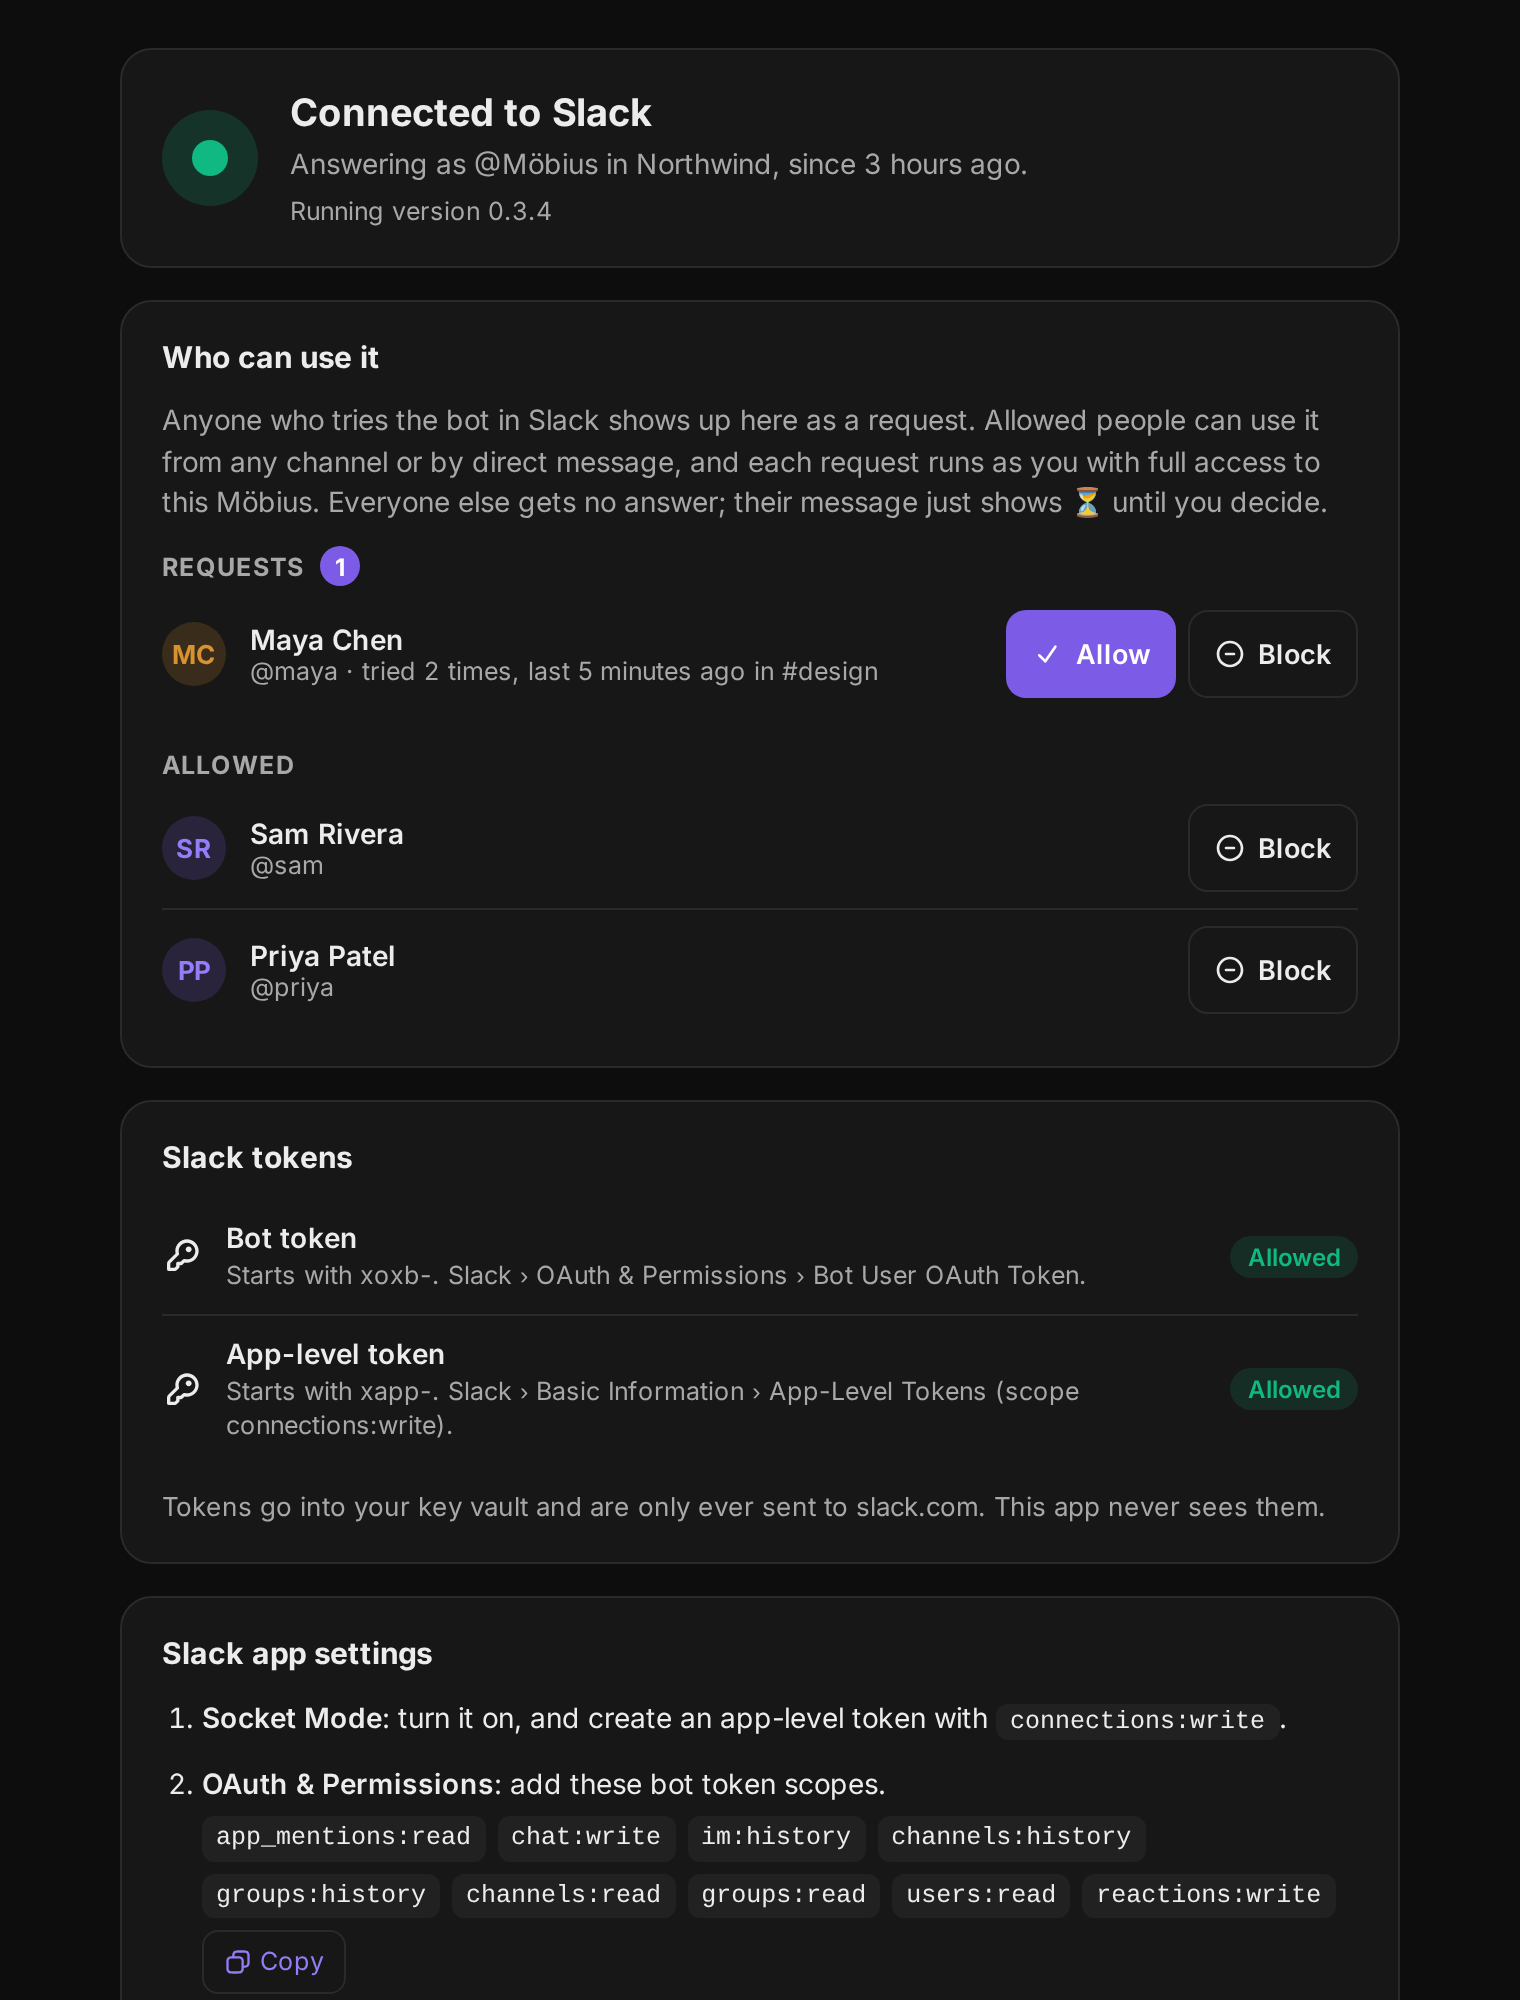 Connected to Slack
Answering as @Möbius in Northwind, since 3 hours ago.
Running version 0.3.4
Who can use it
Anyone who tries the bot in Slack shows up here as a request. Allowed people can use it
from any channel or by direct message, and each request runs as you with full access to
this Möbius. Everyone else gets no answer; their message just shows ⏳ until you decide.
REQUESTS 1
MC Maya Chen
@maya · tried 2 times, last 5 minutes ago in #design
Allow Block
ALLOWED
SR Sam Rivera
@sam
Block
PP Priya Patel
@priya
Block
Slack tokens
Bot token
Starts with xoxb-. Slack › OAuth & Permissions › Bot User OAuth Token.
Allowed
App-level token
Starts with xapp-. Slack › Basic Information › App-Level Tokens (scope
connections:write).
Allowed
Tokens go into your key vault and are only ever sent to slack.com. This app never sees them.
Slack app settings
1. Socket Mode: turn it on, and create an app-level token with connections:write .
2. OAuth & Permissions: add these bot token scopes.
app_mentions:read chat:write im:history channels:history
groups:history channels:read groups:read users:read reactions:write
Copy